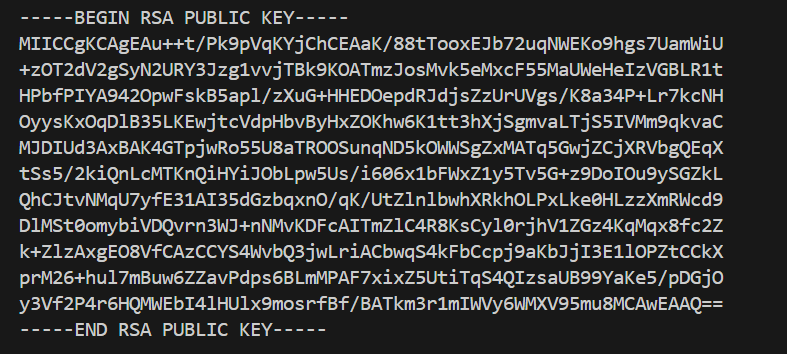 -----BEGIN RSA PUBLIC KEY-----
MIICCgKCAgEAu++t/Pk9pVqKYjChCEAaK/88tTooxEJb72uqNWEKo9hgs7UamWiU
+zOT2dV2gSyN2URY3Jzg1vvjTBk9KOATmzJosMvk5eMxcF55MaUWeHeIzVGBLR1t
HPbfPIYA942OpwFskB5apl/zXuG+HHEDOepdRJdjsZzUrUVgs/K8a34P+Lr7kcNH
OyysKxOqDlB35LKEwjtcVdpHbvByHxZOKhw6K1tt3hXjSgmvaLTjS5IVMm9qkvaC
MJDIUd3AxBAK4GTpjwRo55U8aTROOSunqND5kOWWSgZxMATq5GwjZCjXRVbgQEqX
tSs5/2kiQnLcMTKnQiHYiJObLpw5Us/i606x1bFWxZ1y5Tv5G+z9DoIOu9ySGZkL
QhCJtvNMqU7yfE31AI35dGzbqxnO/qK/UtZlnlbwhXRkhOLPxLke0HLzzXmRWcd9
DlMSt0omybiVDQvrn3WJ+nNMvKDFcAITmZlC4R8KsCyl0rjhV1ZGz4KqMqx8fc2Z
k+ZlzAxgEO8VfCAzCCYS4WvbQ3jwLriACbwqS4kFbCcpj9aKbJjI3E1lOPZtCCkX
prM26+hul7mBuw6ZZavPdps6BLmMPAF7xixZ5UtiTqS4QIzsaUB99YaKe5/pDGjO
y3Vf2P4r6HQMWEbI4lHUlx9mosrfBf/BATkm3r1mIWVy6WMXV95mu8MCAwEAAQ==
-----END RSA PUBLIC KEY-----